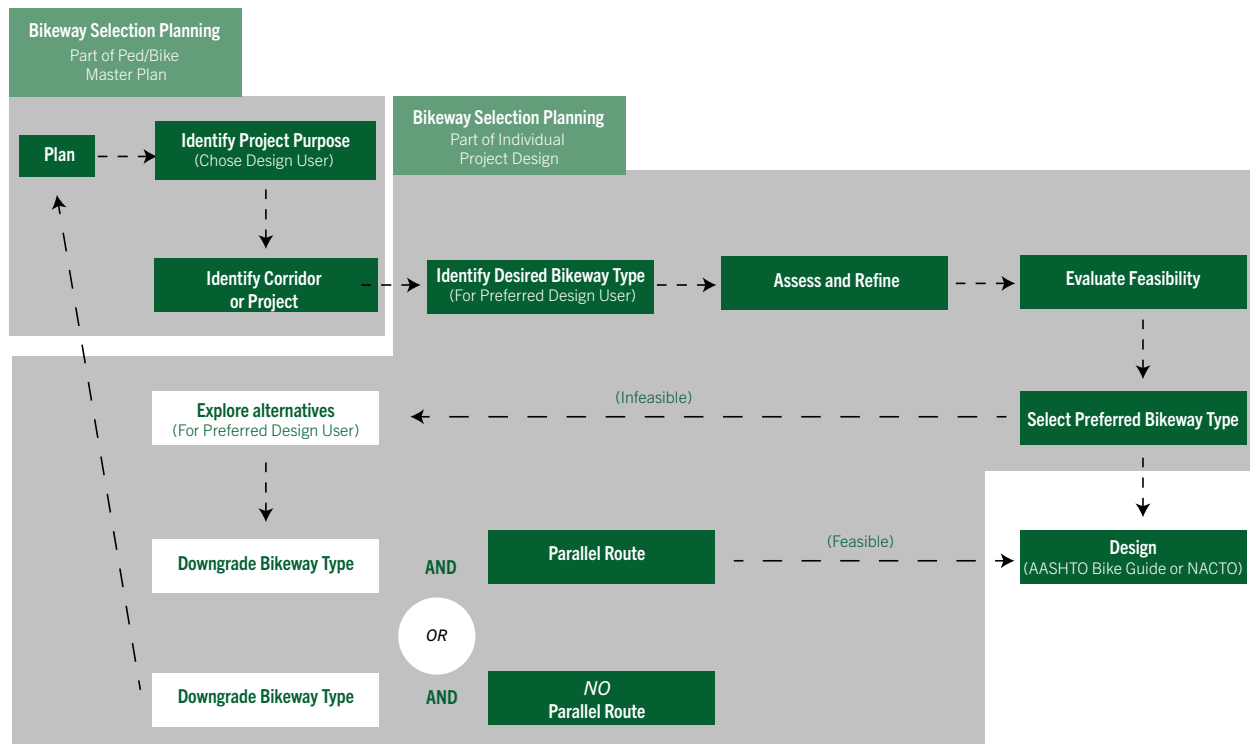 Bikeway Selection Planning
Part of Ped/Bike
Master Plan
Plan
Identify Project Purpose
(Chose Design User)
Identify Corridor
or Project
Bikeway Selection Planning
Part of Individual
Project Design
Identify Desired Bikeway Type
(For Preferred Design User)
Assess and Refine
Evaluate Feasibility
Select Preferred Bikeway Type
(Infeasible)
Explore alternatives
(For Preferred Design User)
Downgrade Bikeway Type
AND
Parallel Route
(Feasible)
Design
(AASHTO Bike Guide or NACTO)
OR
Downgrade Bikeway Type
AND
NO
Parallel Route